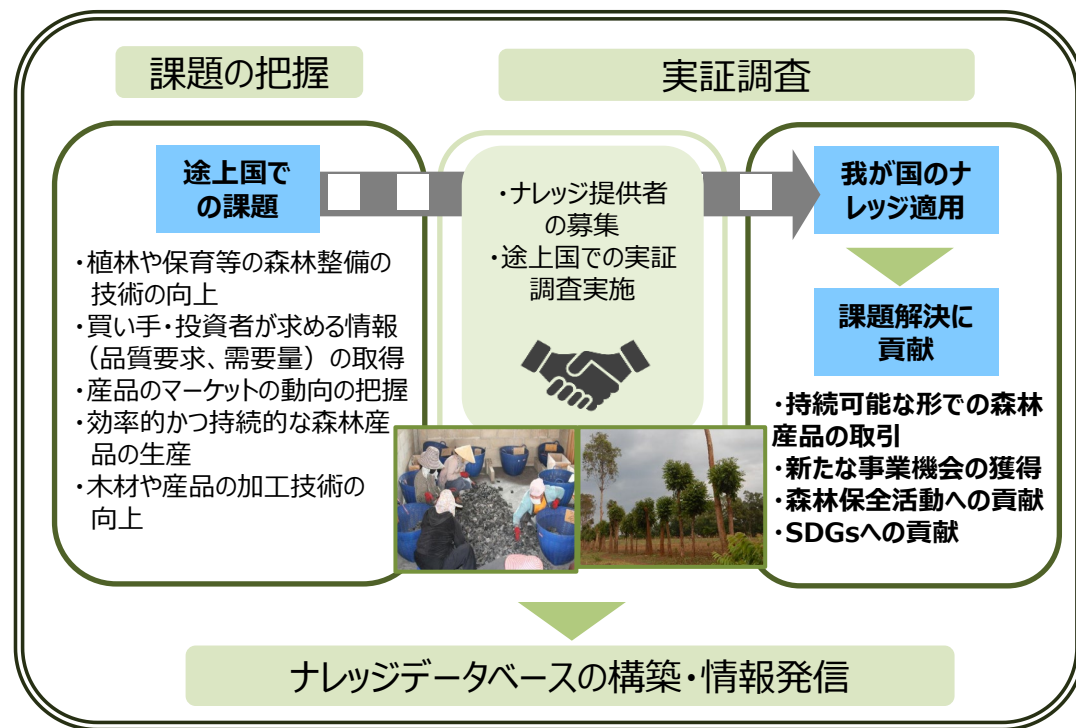 課題の把握
実証調査
途上国で
の課題
・植林や保育等の森林整備の
技術の向上
・買い手・投資者が求める情報
（品質要求、需要量）の取得
・産品のマーケットの動向の把握
・効率的かつ持続的な森林産
品の生産
・木材や産品の加工技術の
向上
・ナレッジ提供者
の募集
・途上国での実証
調査実施
我が国のナ
レッジ適用
課題解決に
貢献
・持続可能な形での森林
産品の取引
・新たな事業機会の獲得
・森林保全活動への貢献
・SDGsへの貢献
ナレッジデータベースの構築・情報発信